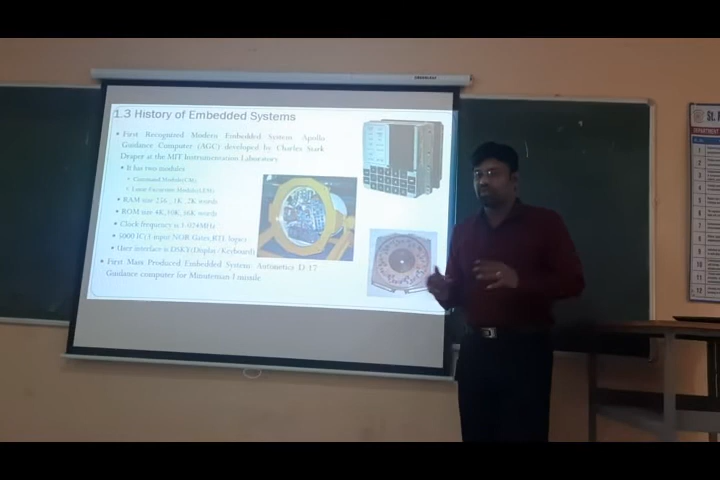 1.3 History of Embedded Systems
• First Recognized Modern Embedded System: Apollo
Guidance Computer (AGC) developed by Charles Stark
Draper at the MIT Instrumentation Laboratory.
• It has two modules
• Command Module(CM)
• Lunar Excursion Module(LEM)
• RAM size 256, 1K, 2K words
• ROM size 4K, 10K, 36K words
• Clock frequency is 1.024MHz
• 5000 IC(3 input NOR Gates, RTL logic)
• User interface is DSKY(Display/Keyboard)
• First Mass Produced Embedded System: Autonetics D-17
Guidance computer for Minuteman-I missile
St.
DEPARTMENT